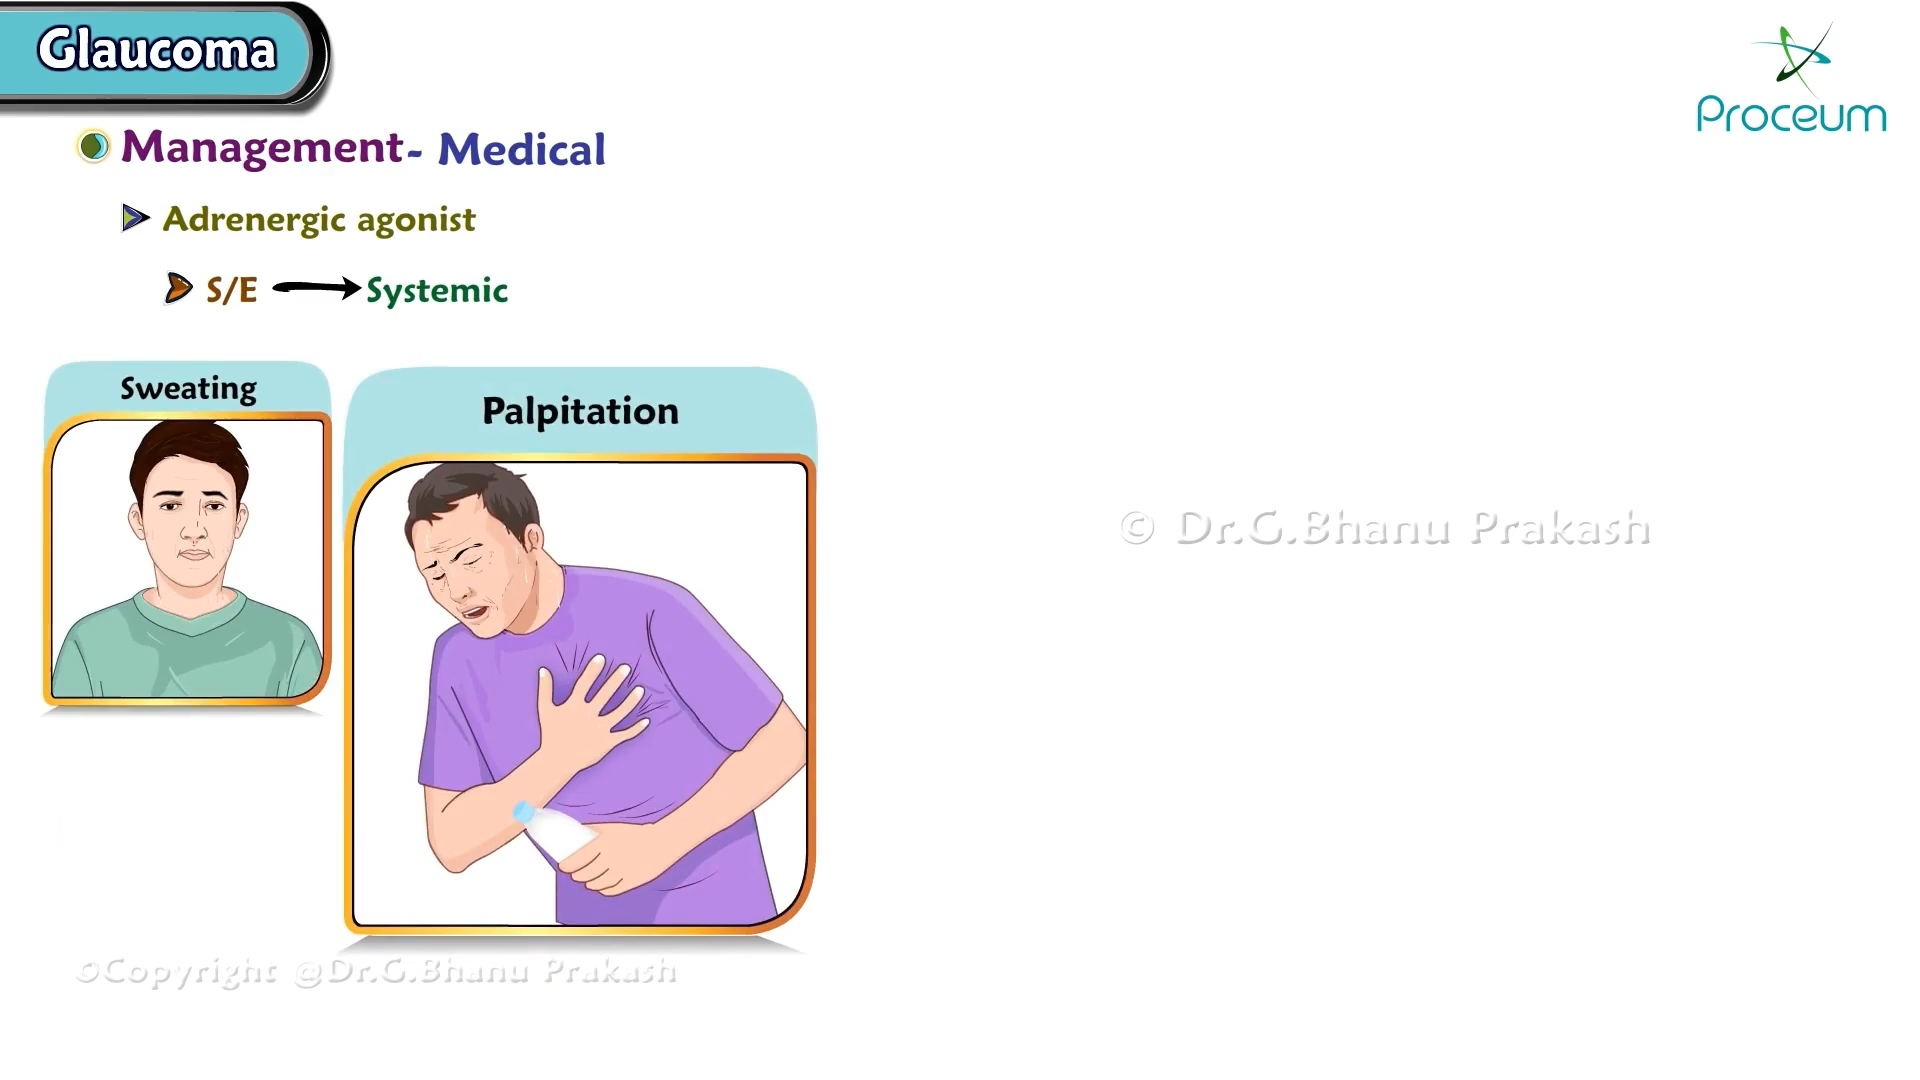 Glaucoma
Proceum
Management- Medical
Adrenergic agonist
S/E Systemic
Sweating
Palpitation
© Dr.G.Bhanu Prakash
©Copyright @Dr.G.Bhanu Prakash